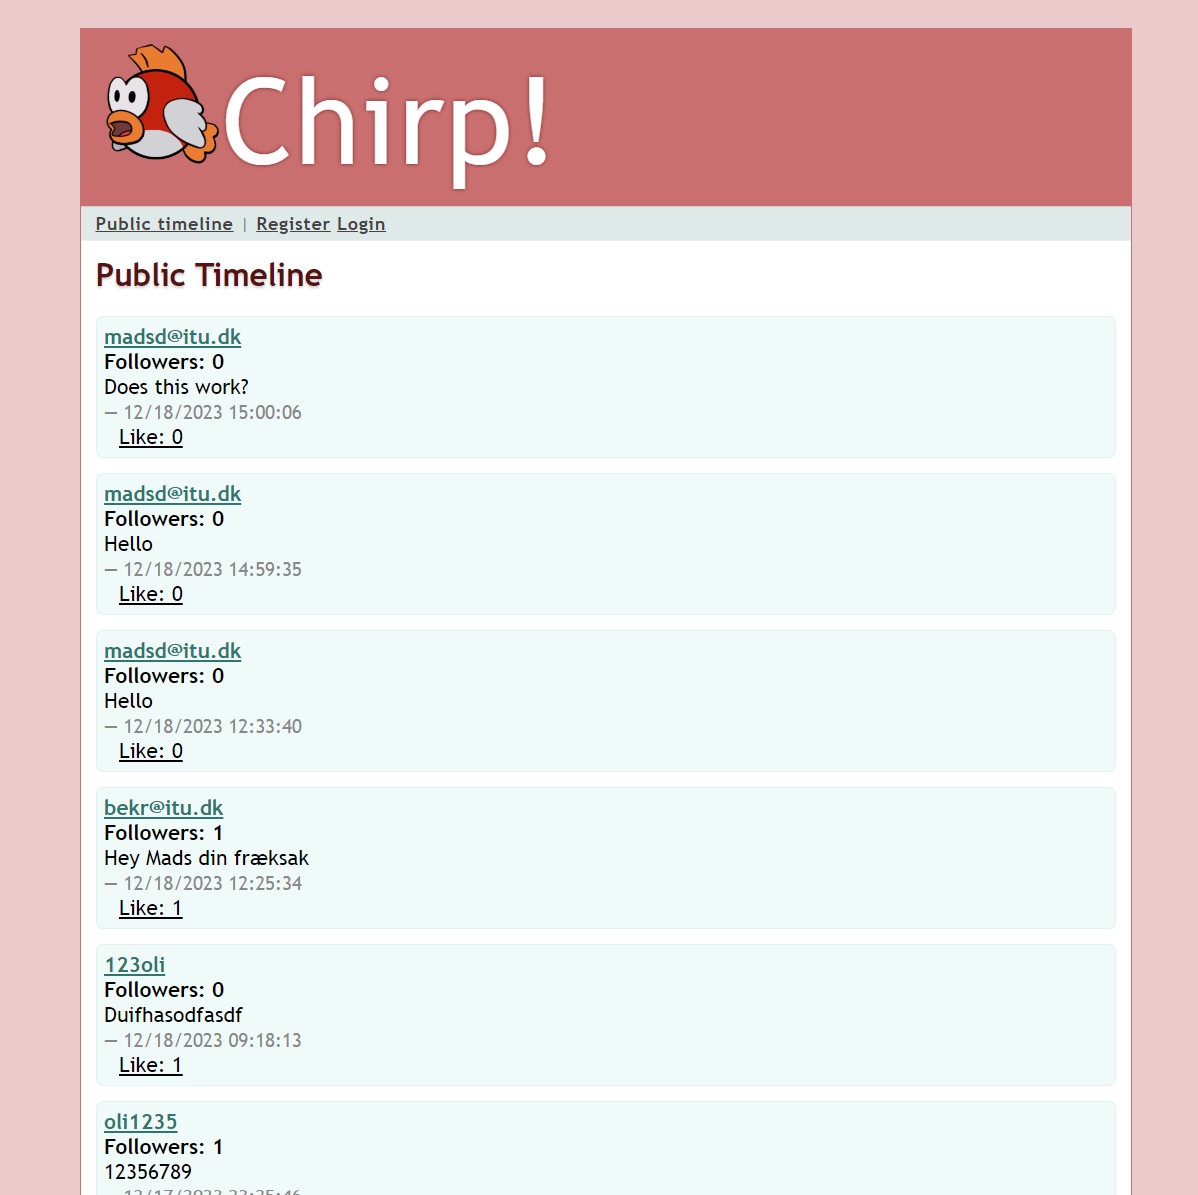 Chirp!
Public timeline | Register Login
Public Timeline
madsd@itu.dk
Followers: 0
Does this work?
— 12/18/2023 15:00:06
Like: 0
madsd@itu.dk
Followers: 0
Hello
— 12/18/2023 14:59:35
Like: 0
madsd@itu.dk
Followers: 0
Hello
— 12/18/2023 12:33:40
Like: 0
bekr@itu.dk
Followers: 1
Hey Mads din fræksak
— 12/18/2023 12:25:34
Like: 1
123oli
Followers: 0
Duifhasodfasdf
— 12/18/2023 09:18:13
Like: 1
oli1235
Followers: 1
12356789